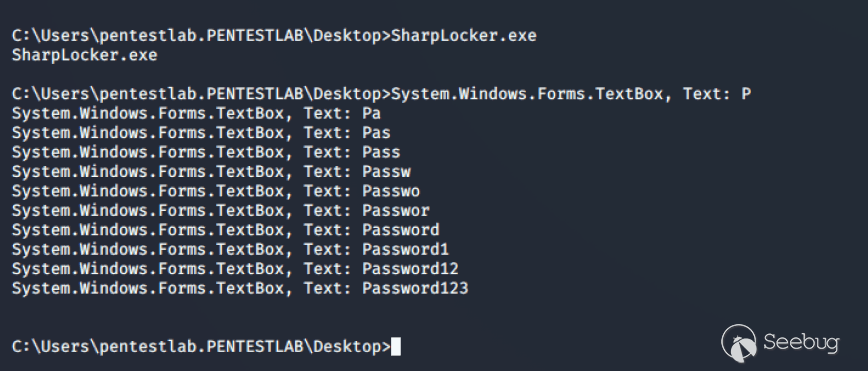 C:\Users\pentestlab.PENTESTLAB\Desktop>SharpLocker.exe
SharpLocker.exe
C:\Users\pentestlab.PENTESTLAB\Desktop>System.Windows.Forms.TextBox, Text: P
System.Windows.Forms.TextBox, Text: Pa
System.Windows.Forms.TextBox, Text: Pas
System.Windows.Forms.TextBox, Text: Pass
System.Windows.Forms.TextBox, Text: Passw
System.Windows.Forms.TextBox, Text: Passwo
System.Windows.Forms.TextBox, Text: Passwor
System.Windows.Forms.TextBox, Text: Password
System.Windows.Forms.TextBox, Text: Password1
System.Windows.Forms.TextBox, Text: Password12
System.Windows.Forms.TextBox, Text: Password123
C:\Users\pentestlab.PENTESTLAB\Desktop>
Seebug